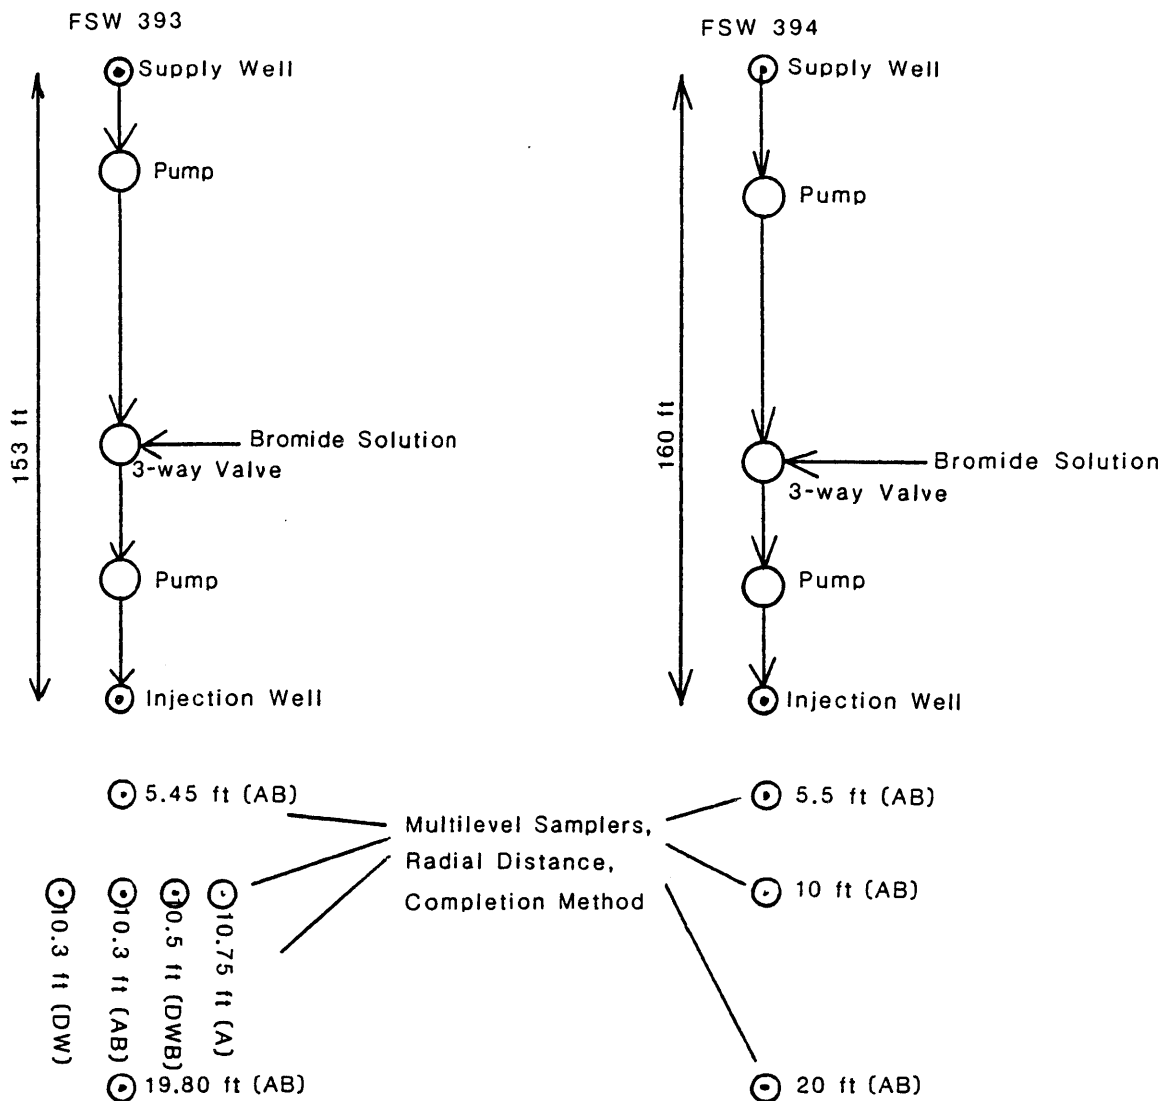 FSW 393
Supply Well
Pump
153 ft
Bromide Solution
3-way Valve
Pump
Injection Well
5.45 ft (AB)
10.3 ft (DW)
10.3 ft (AB)
10.5 ft (DWB)
10.75 ft (A)
19.80 ft (AB)
Multilevel Samplers,
Radial Distance,
Completion Method
FSW 394
Supply Well
Pump
160 ft
Bromide Solution
3-way Valve
Pump
Injection Well
5.5 ft (AB)
10 ft (AB)
20 ft (AB)